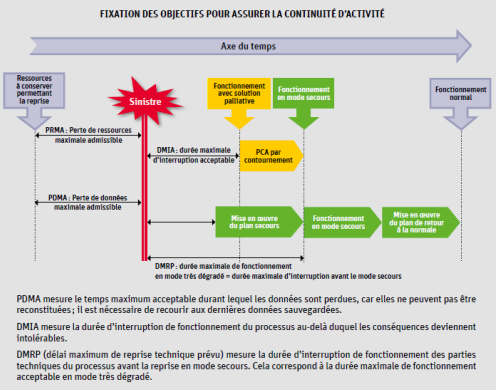 FIXATION DES OBJECTIFS POUR ASSURER LA CONTINUITÉ D'ACTIVITÉ
Axe du temps
Ressources
à conserver
permettant
la reprise
Sinistre
Fonctionnement
avec solution
palliative
Fonctionnement
en mode secours
Fonctionnement
normal
PRMA : Perte de ressources
maximale admissible
DMIA : durée maximale
d'interruption acceptable
PCA par
contournement
PDMA : Perte de données
maximale admissible
Mise en œuvre
du plan secours
Fonctionnement
en mode secours
Mise en œuvre
du plan de retour
à la normale
DMRP : durée maximale de fonctionnement
en mode très dégradé = durée maximale d'interruption avant le mode secours
PDMA mesure le temps maximum acceptable durant lequel les données sont perdues, car elles ne peuvent pas être
reconstituées ; il est nécessaire de recourir aux dernières données sauvegardées.
DMIA mesure la durée d'interruption de fonctionnement du processus au-delà duquel les conséquences deviennent
intolérables.
DMRP (délai maximum de reprise technique prévu) mesure la durée d'interruption de fonctionnement des parties
techniques du processus avant la reprise en mode secours. Cela correspond à la durée maximale de fonctionnement
acceptable en mode très dégradé.